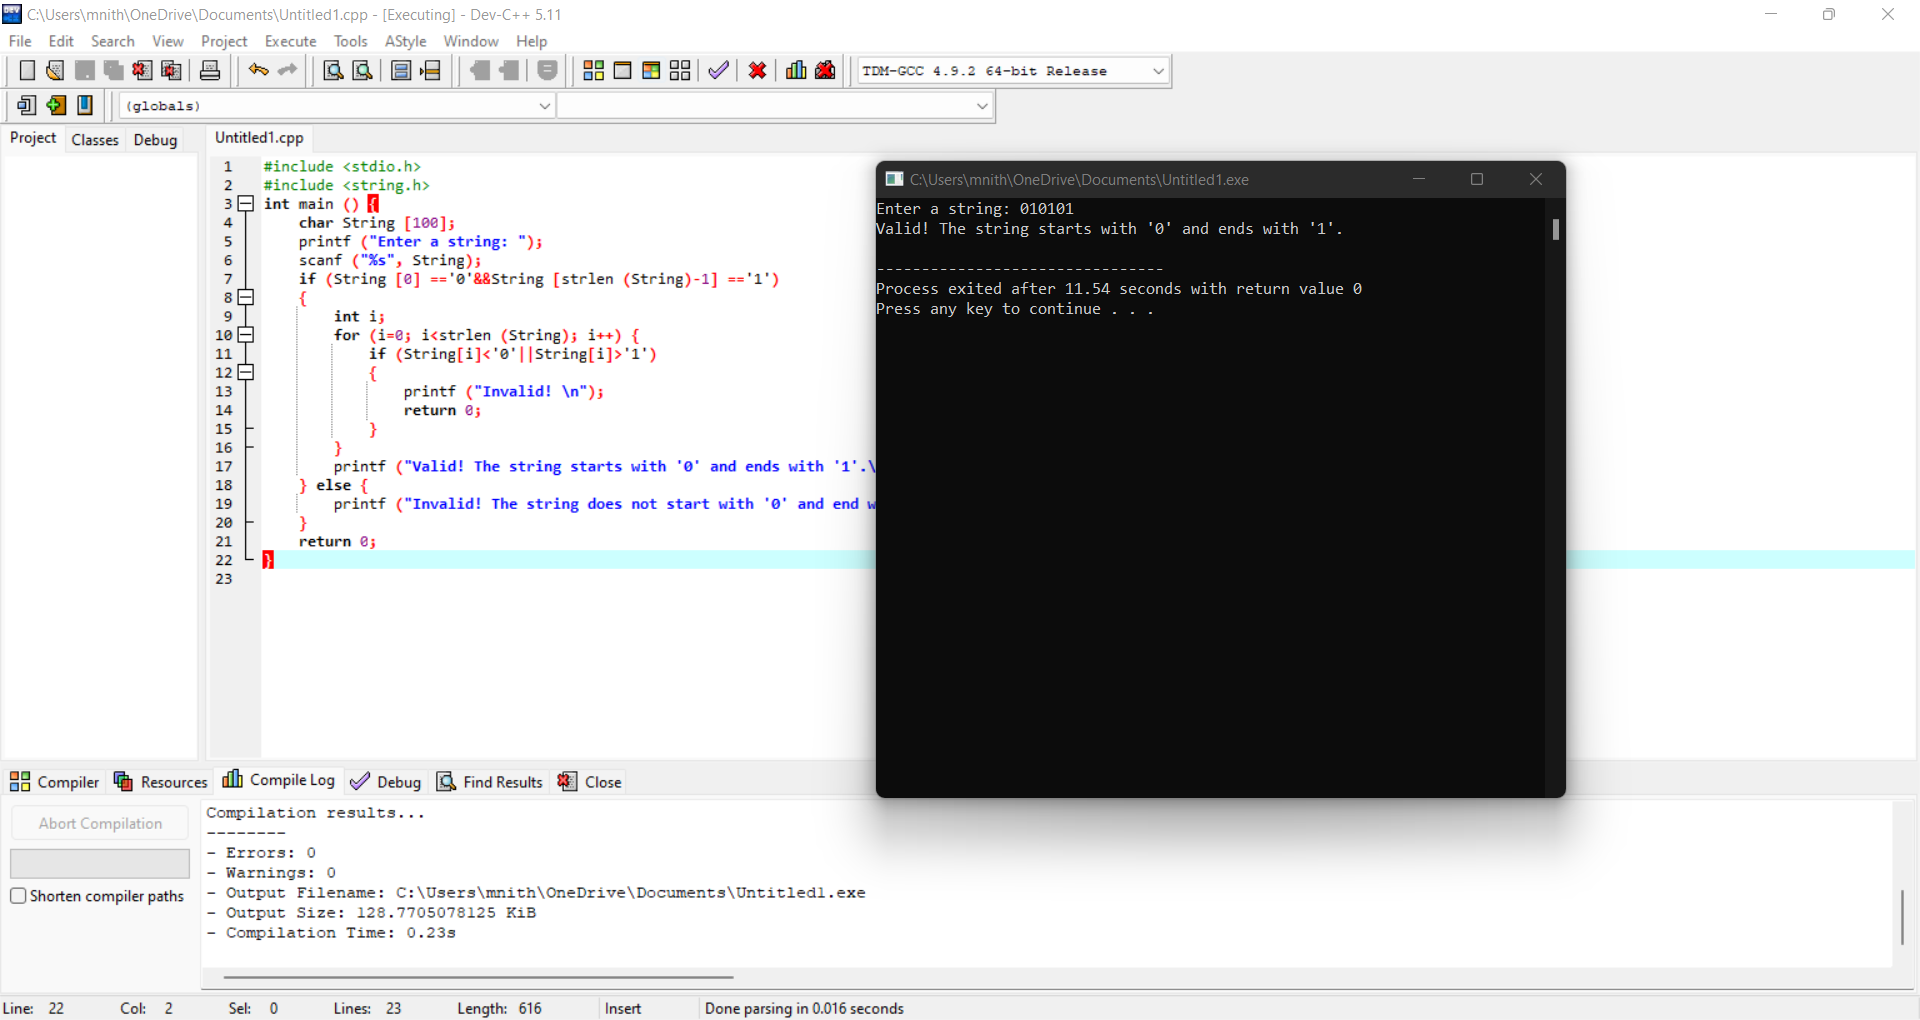 C:\Users\mnith\OneDrive\Documents\Untitled1.cpp - [Executing] - Dev-C++ 5.11
File Edit Search View Project Execute Tools AStyle Window Help
TDM-GCC 4.9.2 64-bit Release
(globals)
Project Classes Debug
Untitled1.cpp
1 #include <stdio.h>
2 #include <string.h>
3 int main () {
4 char String [100];
5 printf ("Enter a string: ");
6 scanf ("%s", String);
7 if (String [0] =='0'&&String [strlen (String)-1] =='1')
8 {
9 int i;
10 for (i=0; i<strlen (String); i++) {
11 if (String[i]<'0'||String[i]>'1')
12 {
13 printf ("Invalid! \n");
14 return 0;
15 }
16 }
17 printf ("Valid! The string starts with '0' and ends with '1'.\
18 } else {
19 printf ("Invalid! The string does not start with '0' and end w
20 }
21 return 0;
22 }
23
C:\Users\mnith\OneDrive\Documents\Untitled1.exe
Enter a string: 010101
Valid! The string starts with '0' and ends with '1'.
--------------------------------
Process exited after 11.54 seconds with return value 0
Press any key to continue . . .
Compiler Resources Compile Log Debug Find Results Close
Abort Compilation
Shorten compiler paths
Compilation results...
--------
- Errors: 0
- Warnings: 0
- Output Filename: C:\Users\mnith\OneDrive\Documents\Untitled1.exe
- Output Size: 128.7705078125 KiB
- Compilation Time: 0.23s
Line: 22 Col: 2 Sel: 0 Lines: 23 Length: 616 Insert Done parsing in 0.016 seconds